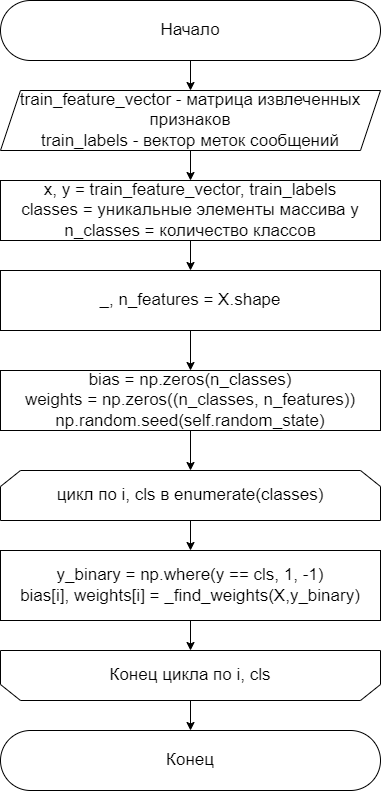 Начало
train_feature_vector - матрица извлеченных
признаков
train_labels - вектор меток сообщений
x, y = train_feature_vector, train_labels
classes = уникальные элементы массива y
n_classes = количество классов
_, n_features = X.shape
bias = np.zeros(n_classes)
weights = np.zeros((n_classes, n_features))
np.random.seed(self.random_state)
цикл по i, cls в enumerate(classes)
y_binary = np.where(y == cls, 1, -1)
bias[i], weights[i] = _find_weights(X,y_binary)
Конец цикла по i, cls
Конец